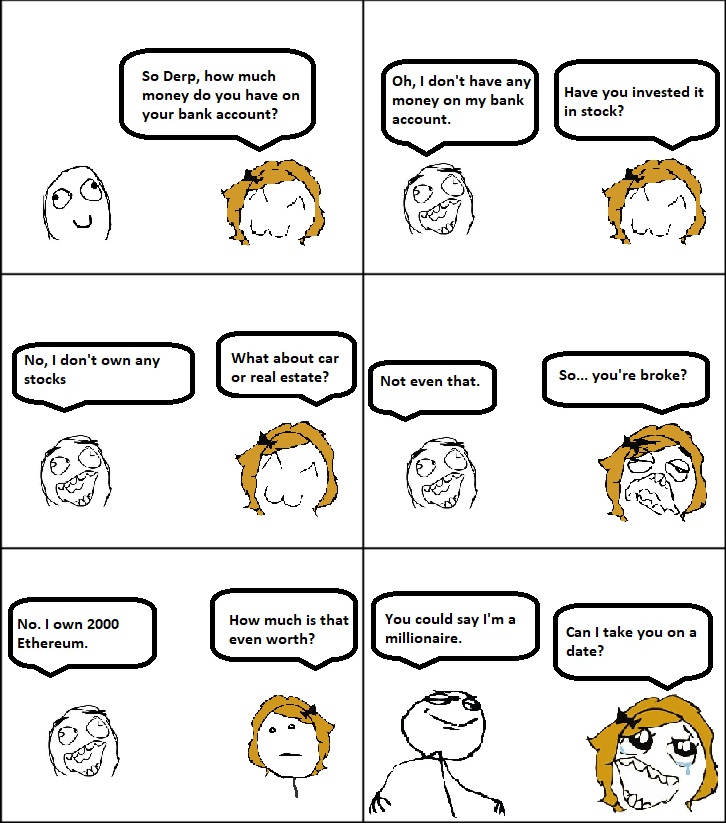 So Derp, how much
money do you have on
your bank account?
Oh, I don't have any
money on my bank
account.
Have you invested it
in stock?
No, I don't own any
stocks
What about car
or real estate?
Not even that.
So... you're broke?
No. I own 2000
Ethereum.
How much is that
even worth?
You could say I'm a
millionaire.
Can I take you on a
date?